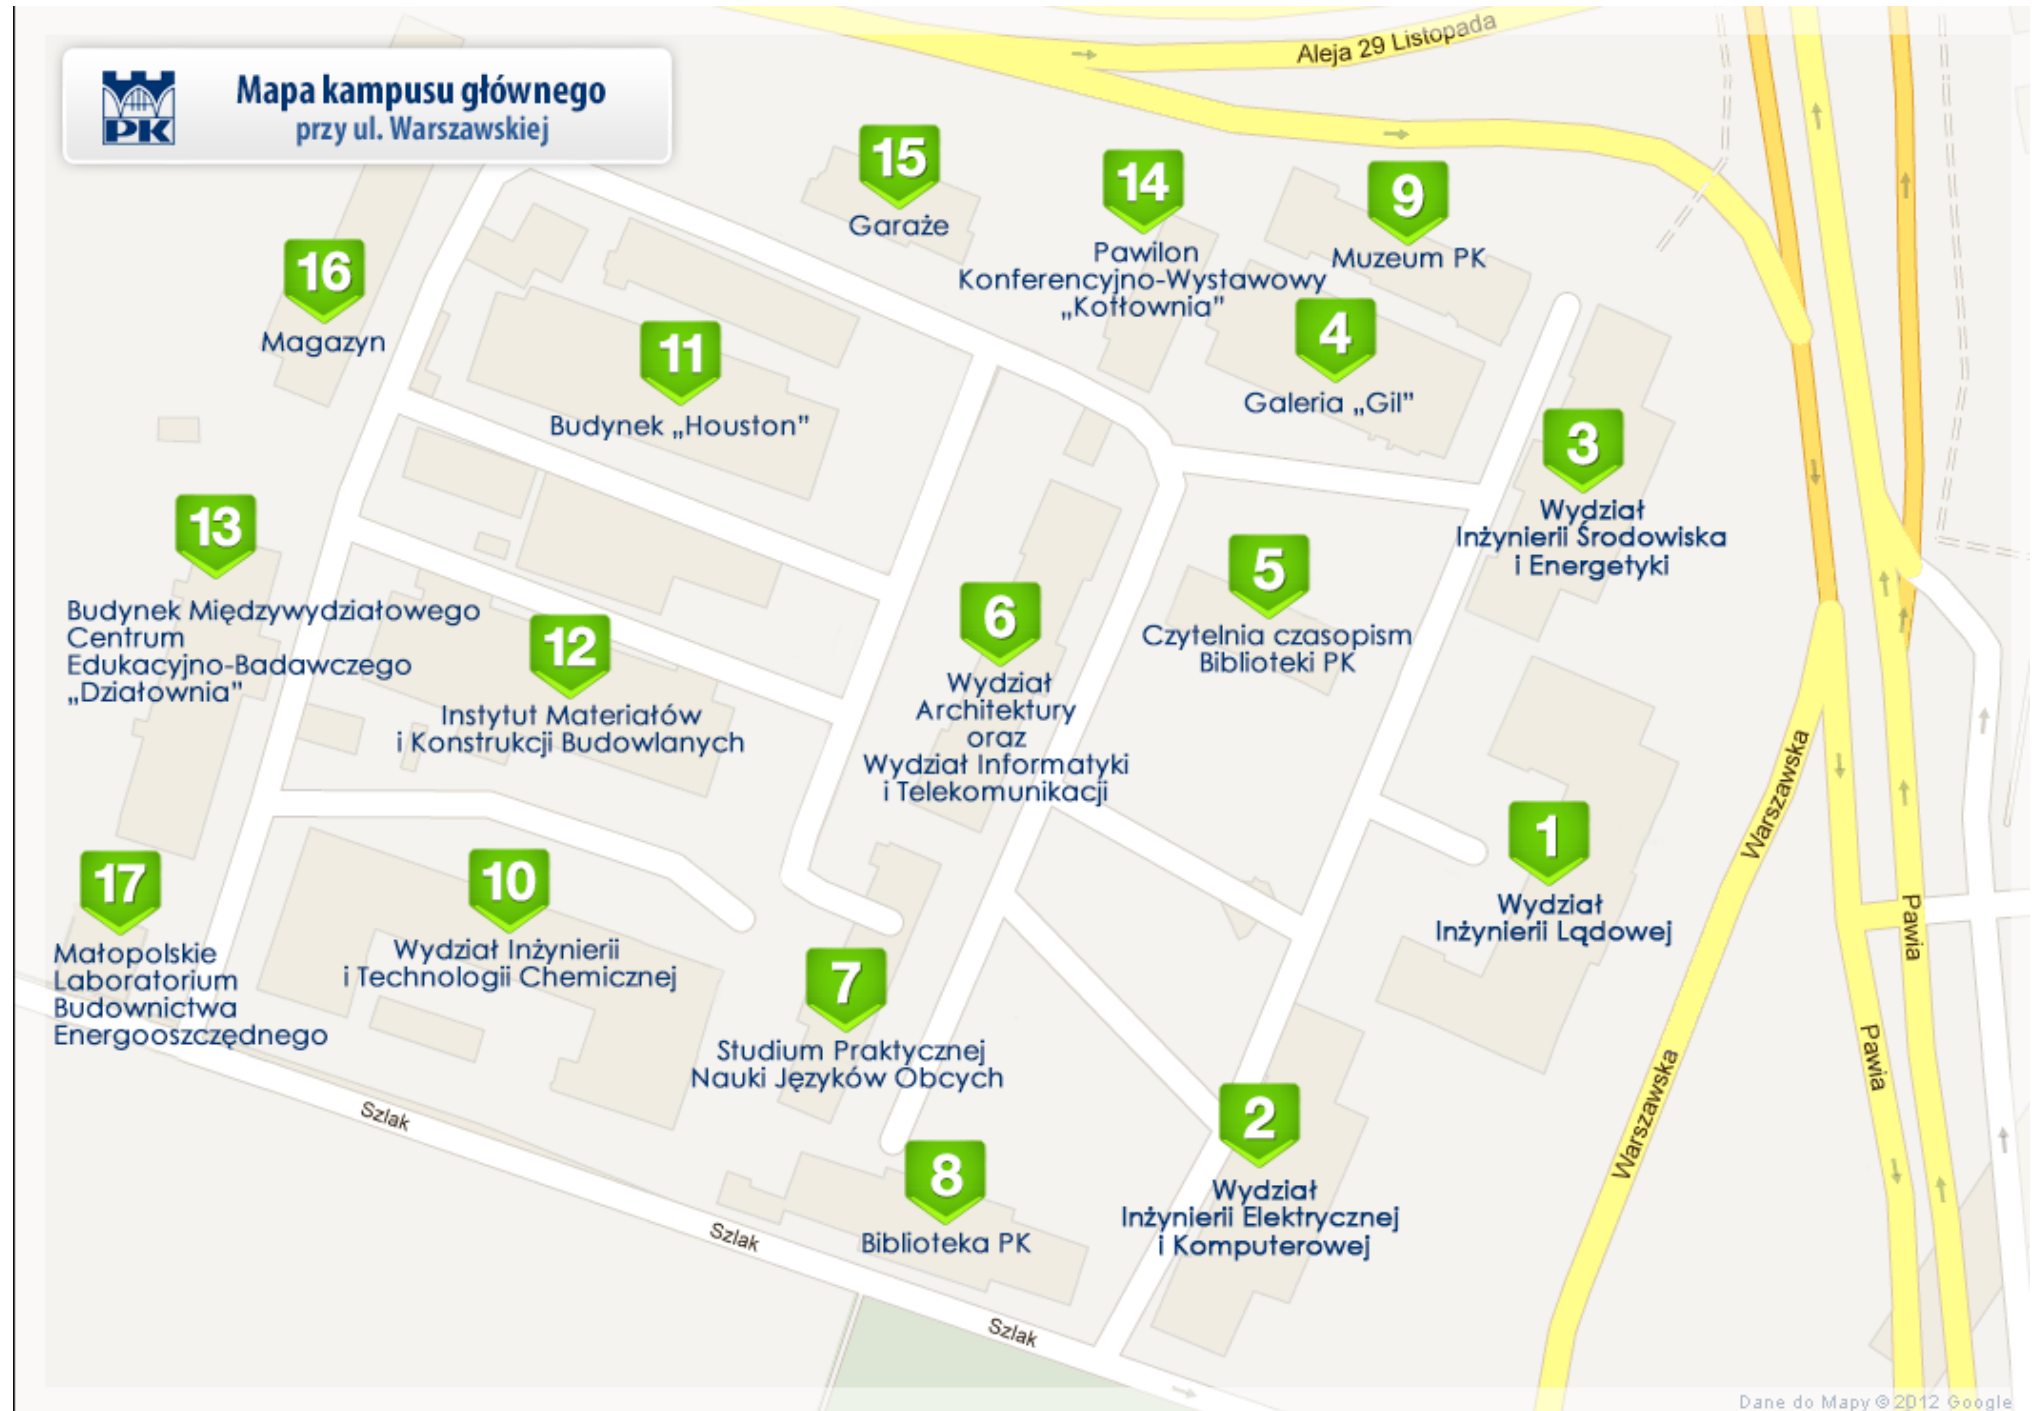 PK
Mapa kampusu głównego
przy ul. Warszawskiej
Aleja 29 Listopada
15
Garaże
14
Pawilon
Konferencyjno-Wystawowy
„Kotłownia”
9
Muzeum PK
16
Magazyn
11
Budynek „Houston”
4
Galeria „Gil”
3
Wydział
Inżynierii Środowiska
i Energetyki
13
Budynek Międzywydziałowego
Centrum
Edukacyjno-Badawczego
„Działownia”
12
Instytut Materiałów
i Konstrukcji Budowlanych
6
Wydział
Architektury
oraz
Wydział Informatyki
i Telekomunikacji
5
Czytelnia czasopism
Biblioteki PK
1
Wydział
Inżynierii Lądowej
Warszawska
Pawia
17
Małopolskie
Laboratorium
Budownictwa
Energooszczędnego
10
Wydział Inżynierii
i Technologii Chemicznej
7
Studium Praktycznej
Nauki Języków Obcych
2
Wydział
Inżynierii Elektrycznej
i Komputerowej
Warszawska
Pawia
8
Biblioteka PK
Szlak
Szlak
Szlak
Dane do Mapy © 2012 Google